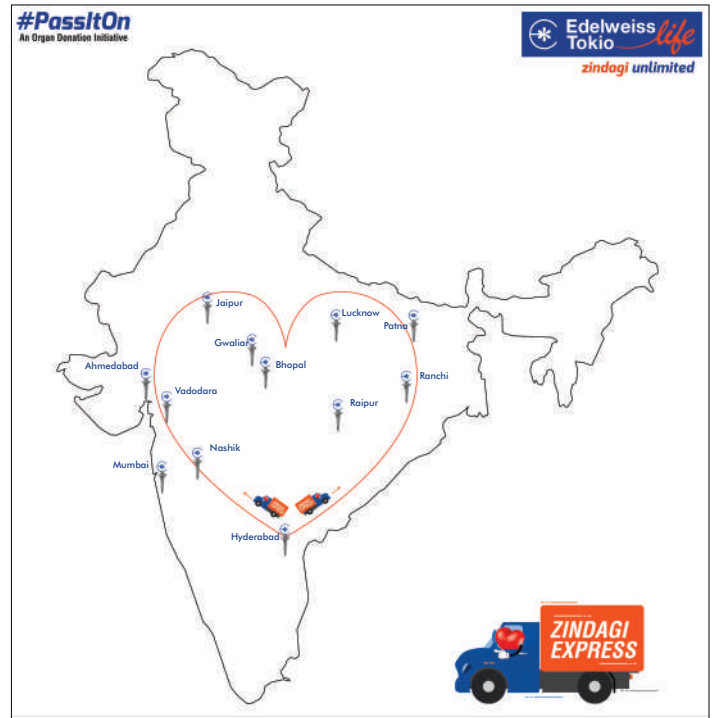 #PassItOn
An Organ Donation Initiative
Edelweiss
Tokio life
zindagi unlimited
Jaipur
Lucknow
Patna
Gwalior
Bhopal
Ahmedabad
Ranchi
Vadodara
Raipur
Nashik
Mumbai
Hyderabad
ZINDAGI
EXPRESS